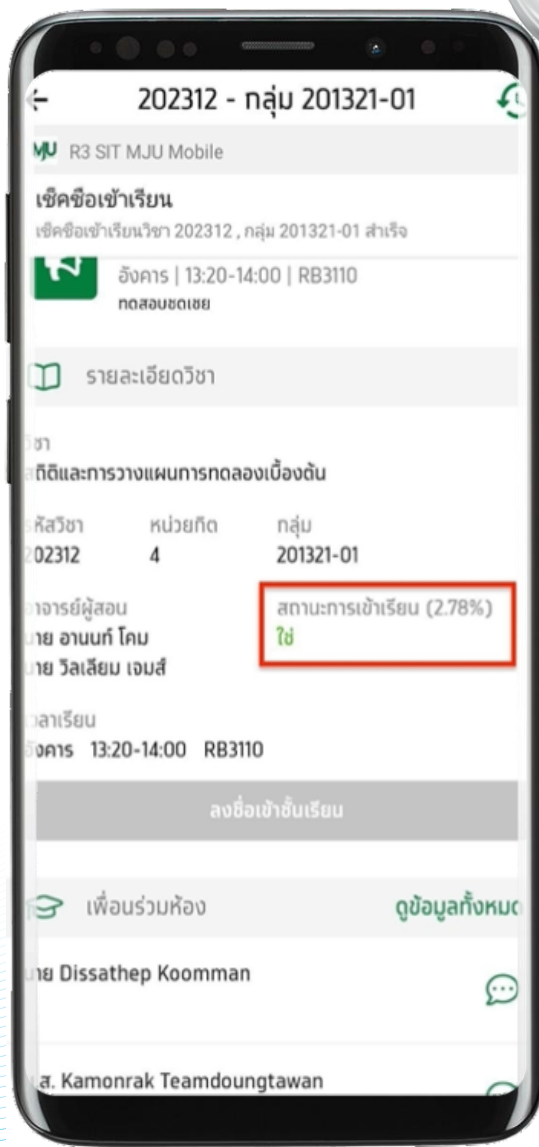 202312 - กลุ่ม 201321-01
MJU R3 SIT MJU Mobile
เช็คชื่อเข้าเรียน
เช็คชื่อเข้าเรียนวิชา 202312 , กลุ่ม 201321-01 สำเร็จ
อังคาร | 13:20-14:00 | RB3110
ทดสอบชดเชย
รายละเอียดวิชา
วิชา
สถิติและการวางแผนการทดลองเบื้องต้น
รหัสวิชา หน่วยกิต กลุ่ม
202312 4 201321-01
อาจารย์ผู้สอน สถานะการเข้าเรียน (2.78%)
นาย อานนท์ โคม ใช่
นาย วิลเลียม เจมส์
เวลาเรียน
อังคาร 13:20-14:00 RB3110
ลงชื่อเข้าชั้นเรียน
เพื่อนร่วมห้อง ดูข้อมูลทั้งหมด
นาย Dissathep Koomman
น.ส. Kamonrak Teamdoungtawan